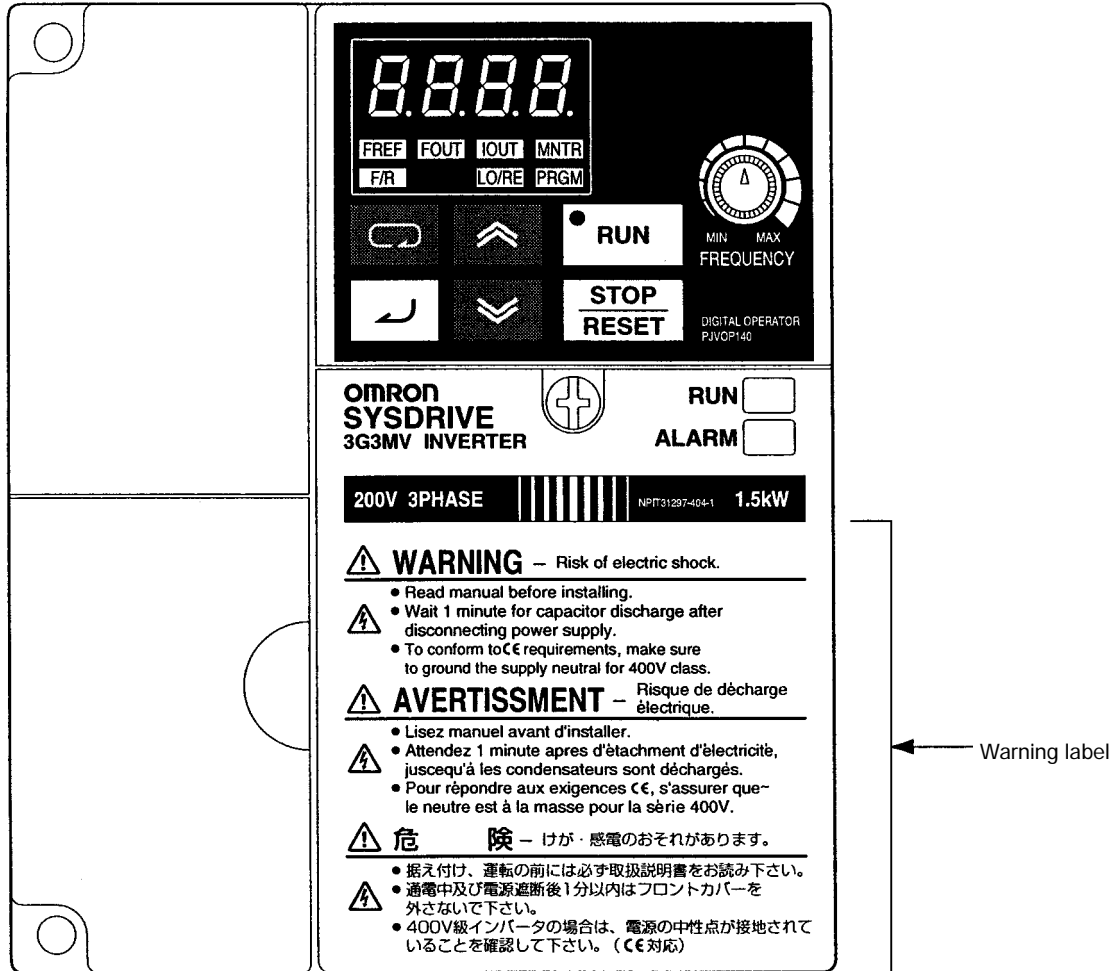 8.8.8.8.
FREF FOUT IOUT MNTR
F/R LO/RE PRGM
RUN
MIN MAX
FREQUENCY
STOP
RESET
DIGITAL OPERATOR
PJVOP140
OMRON
SYSDRIVE
3G3MV INVERTER
RUN
ALARM
200V 3PHASE NPIT31297-404-1 1.5kW
WARNING – Risk of electric shock.
● Read manual before installing.
● Wait 1 minute for capacitor discharge after
disconnecting power supply.
● To conform to CE requirements, make sure
to ground the supply neutral for 400V class.
AVERTISSMENT – Risque de dècharge
èlectrique.
● Lisez manuel avant d'installer.
● Attendez 1 minute apres d'ètachment d'èlectricitè,
juscequ'à les condensateurs sont déchargés.
● Pour rèpondre aux exigences CE, s'assurer que~
le neutre est à la masse pour la sèrie 400V.
危 険 – けが・感電のおそれがあります。
● 据え付け、運転の前には必ず取扱説明書をお読み下さい。
● 通電中及び電源遮断後1分以内はフロントカバーを
外さないで下さい。
● 400V級インバータの場合は、電源の中性点が接地されて
いることを確認して下さい。（CE対応）
Warning label